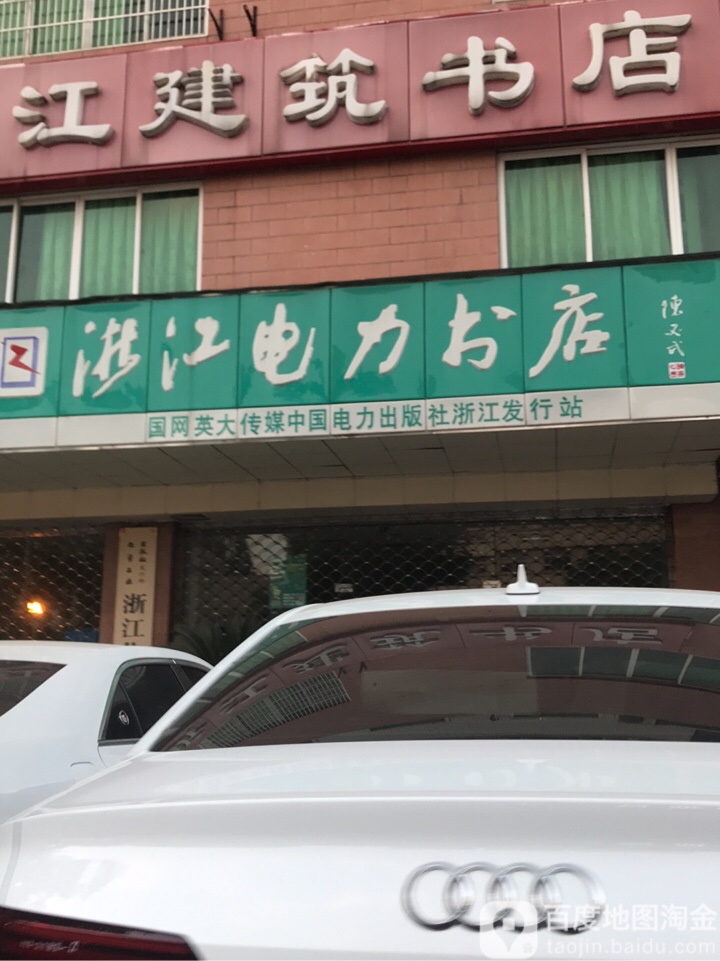 江建筑书店
浙江电力书店
陈又武
国网英大传媒中国电力出版社浙江发行站
浙江
百度地图淘金
taojin.baidu.com